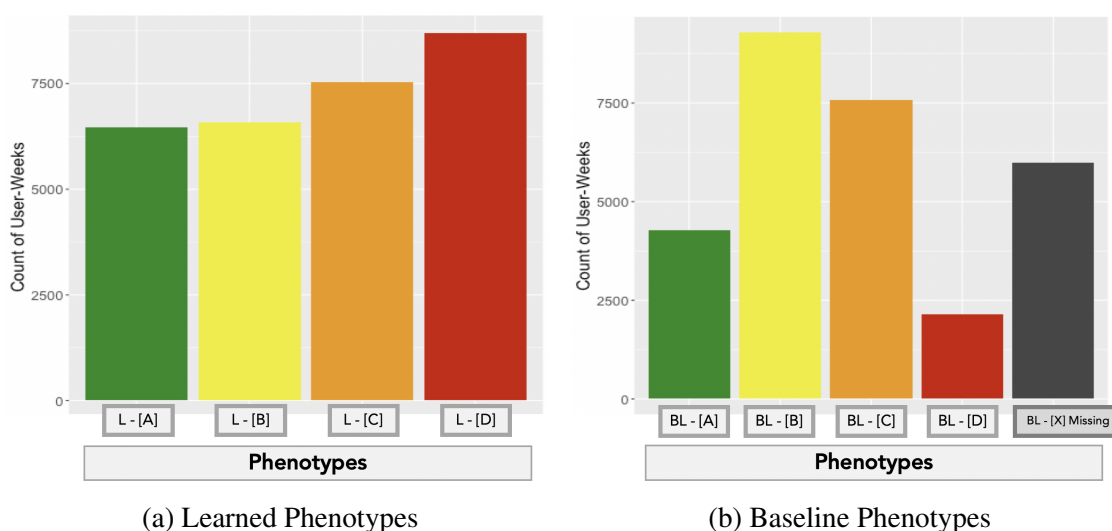 Count of User-Weeks
7500
5000
2500
0
L - [A]
L - [B]
L - [C]
L - [D]
Phenotypes
(a) Learned Phenotypes
Count of User-Weeks
7500
5000
2500
0
BL - [A]
BL - [B]
BL - [C]
BL - [D]
BL - [X] Missing
Phenotypes
(b) Baseline Phenotypes